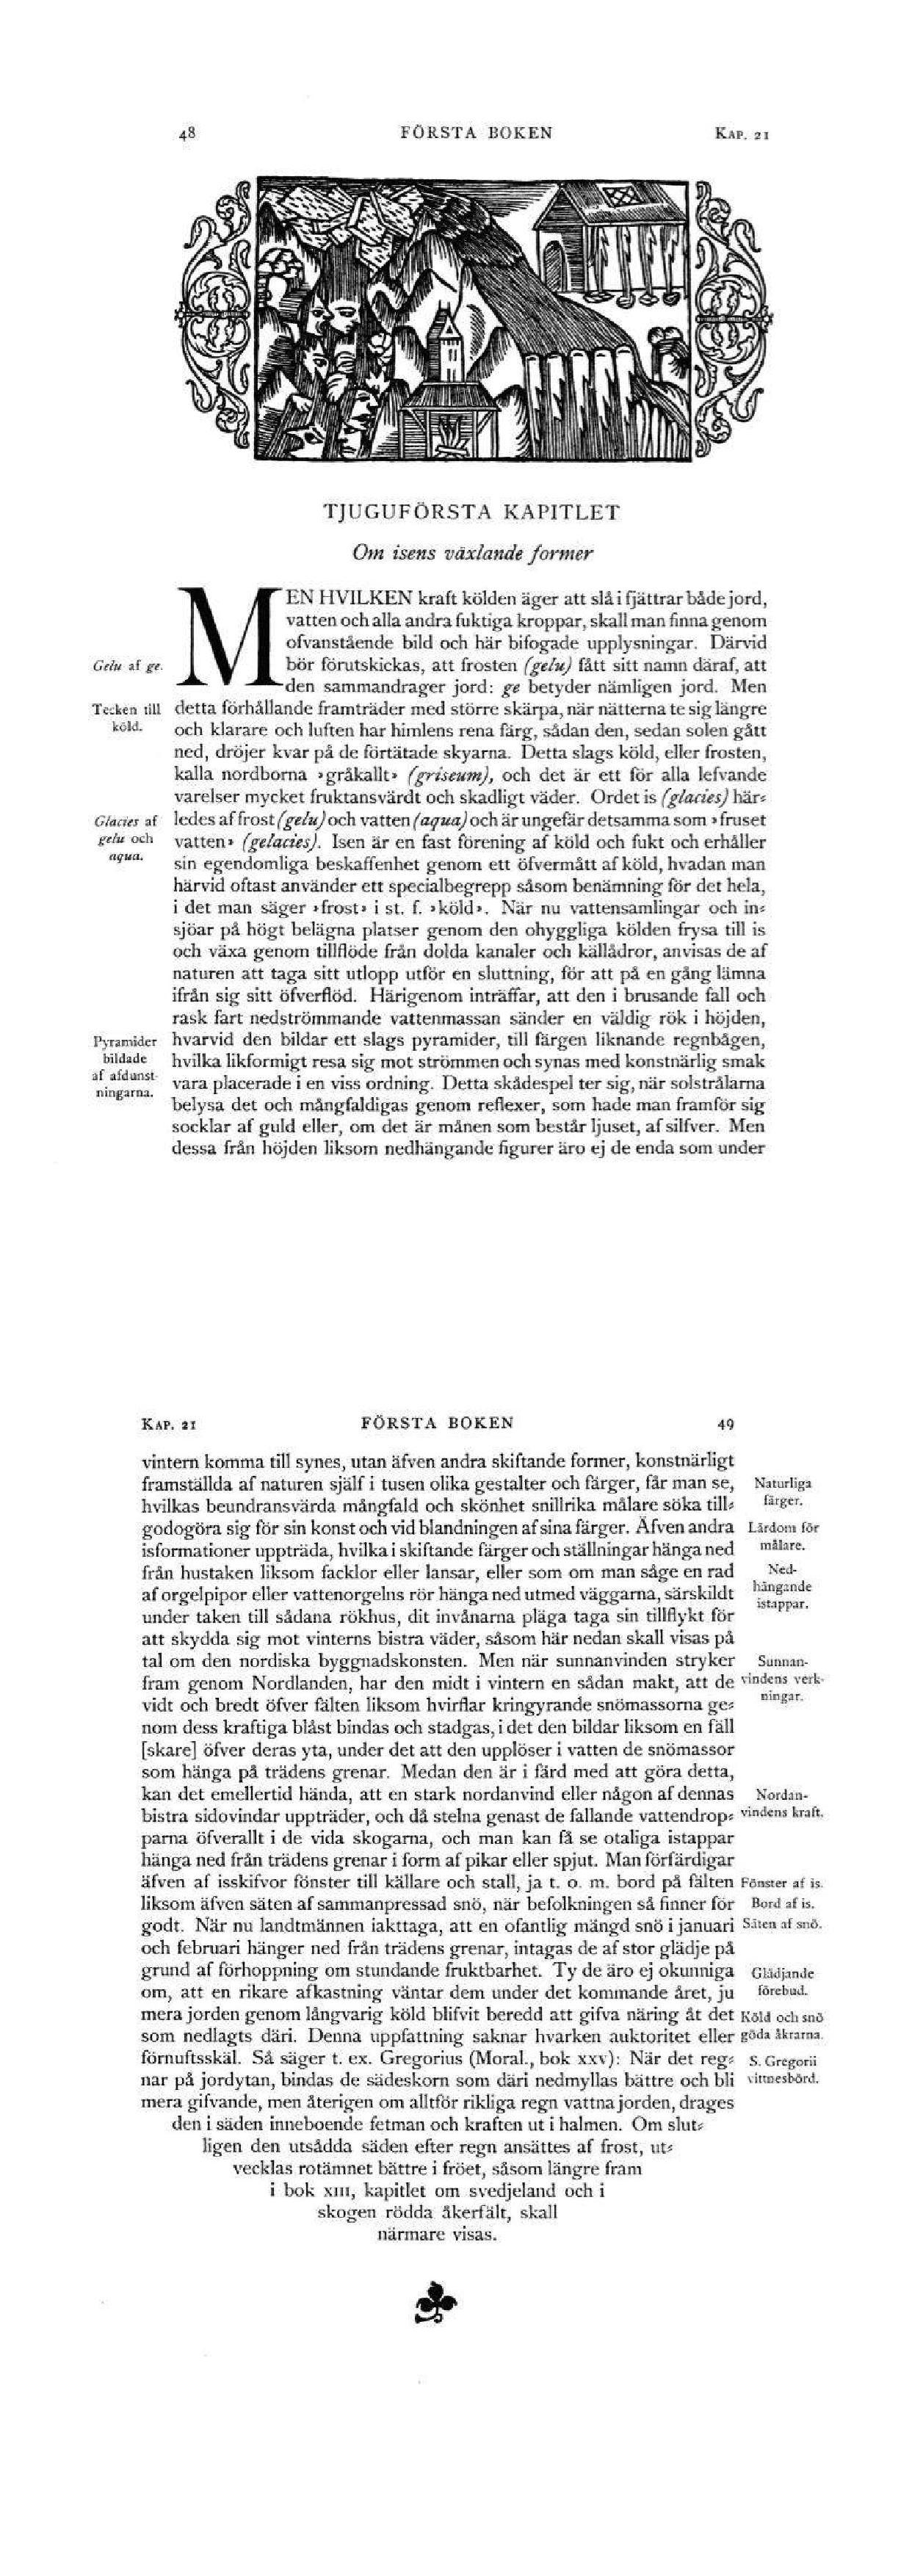 48 FÖRSTA BOKEN KAP. 21
TJUGUFÖRSTA KAPITLET
Om isens växlande former
MEN HVILKEN kraft kölden äger att slå i fjättrar både jord,
vatten och alla andra fuktiga kroppar, skall man finna genom
ofvanstående bild och här bifogade upplysningar. Därvid
Gelu af ge.
bör förutskickas, att frosten (gelu) fått sitt namn däraf, att
den sammandrager jord: ge betyder nämligen jord. Men
Tecken till
köld.
detta förhållande framträder med större skärpa, när nätterna te sig längre
och klarare och luften har himlens rena färg, sådan den, sedan solen gått
ned, dröjer kvar på de förtätade skyarna. Detta slags köld, eller frosten,
kalla nordborna »gråkallt» (griseum), och det är ett för alla lefvande
varelser mycket fruktansvärdt och skadligt väder. Ordet is (glacies) här-
Glacies af
gelu och
aqua.
ledes af frost (gelu) och vatten (aqua) och är ungefär detsamma som »fruset
vatten» (gelacies). Isen är en fast förening af köld och fukt och erhåller
sin egendomliga beskaffenhet genom ett öfvermått af köld, hvadan man
härvid oftast använder ett specialbegrepp såsom benämning för det hela,
i det man säger »frost» i st. f. »köld». När nu vattensamlingar och in-
sjöar på högt belägna platser genom den ohyggliga kölden frysa till is
och växa genom tillflöde från dolda kanaler och källådror, anvisas de af
naturen att taga sitt utlopp utför en sluttning, för att på en gång lämna
ifrån sig sitt öfverflöd. Härigenom inträffar, att den i brusande fall och
rask fart nedströmmande vattenmassan sänder en väldig rök i höjden,
Pyramider
bildade
af afdunst-
ningarna.
hvarvid den bildar ett slags pyramider, till färgen liknande regnbågen,
hvilka likformigt resa sig mot strömmen och synas med konstnärlig smak
vara placerade i en viss ordning. Detta skådespel ter sig, när solstrålarna
belysa det och mångfaldigas genom reflexer, som hade man framför sig
socklar af guld eller, om det är månen som består ljuset, af silfver. Men
dessa från höjden liksom nedhängande figurer äro ej de enda som under
KAP. 21 FÖRSTA BOKEN 49
vintern komma till synes, utan äfven andra skiftande former, konstnärligt
framställda af naturen själf i tusen olika gestalter och färger, får man se,
Naturliga
färger.
hvilkas beundransvärda mångfald och skönhet snillrika målare söka till-
godogöra sig för sin konst och vid blandningen af sina färger. Äfven andra
Lärdom för
målare.
isformationer uppträda, hvilka i skiftande färger och ställningar hänga ned
från hustaken liksom facklor eller lansar, eller som om man såge en rad
Ned-
hängande
istappar.
af orgelpipor eller vattenorgelns rör hänga ned utmed väggarna, särskildt
under taken till sådana rökhus, dit invånarna pläga taga sin tillflykt för
att skydda sig mot vinterns bistra väder, såsom här nedan skall visas på
tal om den nordiska byggnadskonsten. Men när sunnanvinden stryker
Sunnan-
vindens verk-
ningar.
fram genom Nordlanden, har den midt i vintern en sådan makt, att de
vidt och bredt öfver fälten liksom hvirflar kringyrande snömassorna ge-
nom dess kraftiga blåst bindas och stadgas, i det den bildar liksom en fäll
[skare] öfver deras yta, under det att den upplöser i vatten de snömassor
som hänga på trädens grenar. Medan den är i färd med att göra detta,
kan det emellertid hända, att en stark nordanvind eller någon af dennas
Nordan-
vindens kraft.
bistra sidovindar uppträder, och då stelna genast de fallande vattendrop-
parna öfverallt i de vida skogarna, och man kan få se otaliga istappar
hänga ned från trädens grenar i form af pikar eller spjut. Man förfärdigar
äfven af isskifvor fönster till källare och stall, ja t. o. m. bord på fälten
Fönster af is.
liksom äfven säten af sammanpressad snö, när befolkningen så finner för
Bord af is.
godt. När nu landtmännen iakttaga, att en ofantlig mängd snö i januari
Säten af snö.
och februari hänger ned från trädens grenar, intagas de af stor glädje på
grund af förhoppning om stundande fruktbarhet. Ty de äro ej okunniga
Glädjande
förebud.
om, att en rikare afkastning väntar dem under det kommande året, ju
mera jorden genom långvarig köld blifvit beredd att gifva näring åt det
Köld och snö
göda åkrarna.
som nedlagts däri. Denna uppfattning saknar hvarken auktoritet eller
förnuftsskäl. Så säger t. ex. Gregorius (Moral., bok XXV): När det reg-
S. Gregorii
vittnesbörd.
nar på jordytan, bindas de sädeskorn som däri nedmyllas bättre och bli
mera gifvande, men återigen om alltför rikliga regn vattna jorden, drages
den i säden inneboende fetman och kraften ut i halmen. Om slut-
ligen den utsådda säden efter regn ansättes af frost, ut-
vecklas rotämnet bättre i fröet, såsom längre fram
i bok XIII, kapitlet om svedjeland och i
skogen rödda åkerfält, skall
närmare visas.